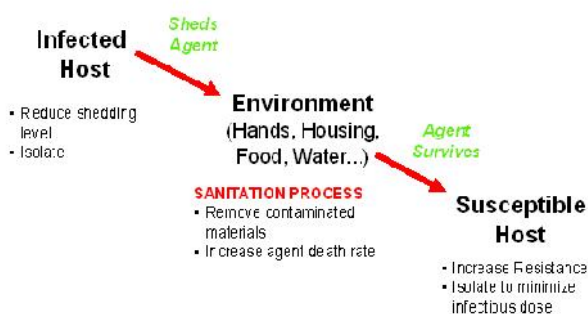 Sheds
Agent
Infected
Host
▪ Reduce shedding
level
▪ Isolate
Environment
(Hands, Housing,
Food, Water...)
Agent
Survives
SANITATION PROCESS
▪ Remove contaminated
materials
▪ Increase agent death rate
Susceptible
Host
▪ Increase Resistance
▪ Isolate to minimize
infectious dose